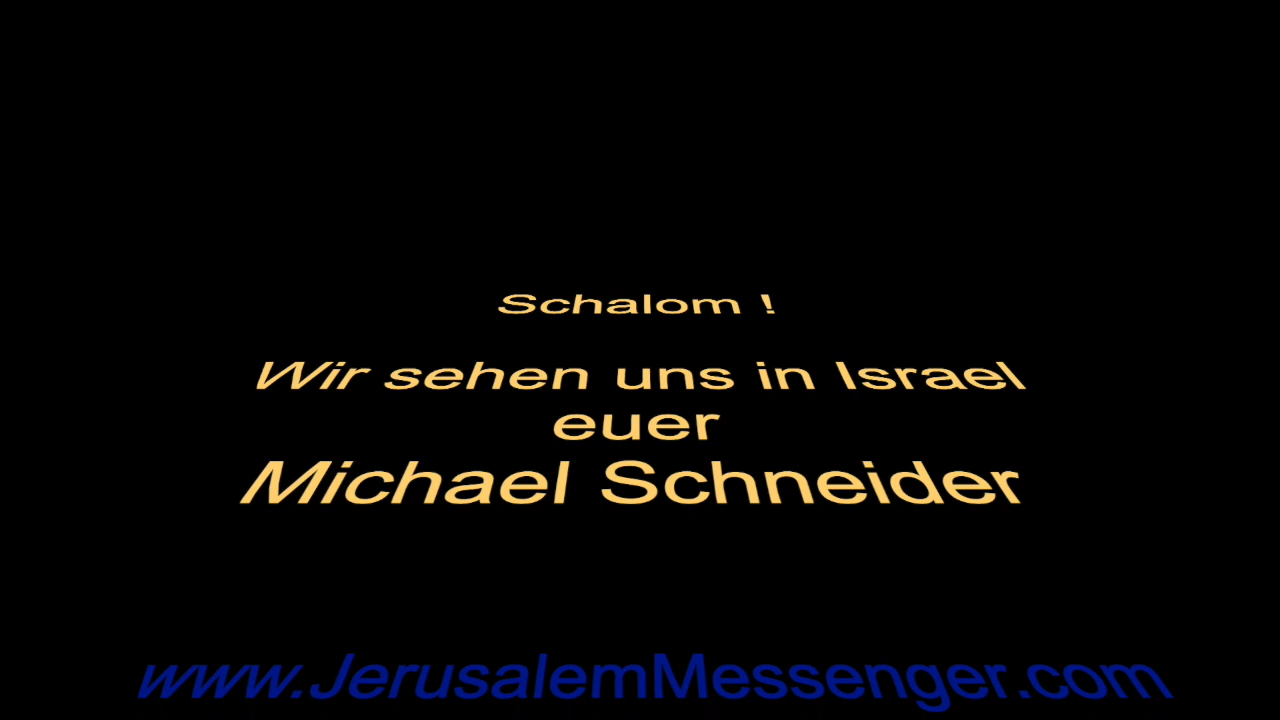 Schalom !
Wir sehen uns in Israel
euer
Michael Schneider
www.JerusalemMessenger.com